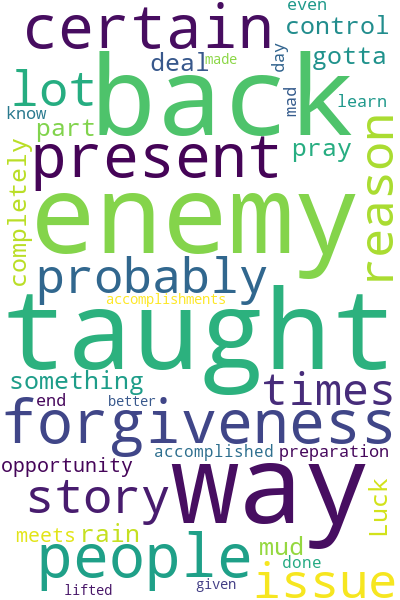 even
certain
control
day
deal
made
gotta
lot
back
mad
learn
know
part
present
pray
completely
enemy
reason
probably
accomplishments
taught
something
times
end
better
forgiveness
accomplished
preparation
opportunity
way
story
Luck
meets
rain
people
mud
done
issue
lifted
given